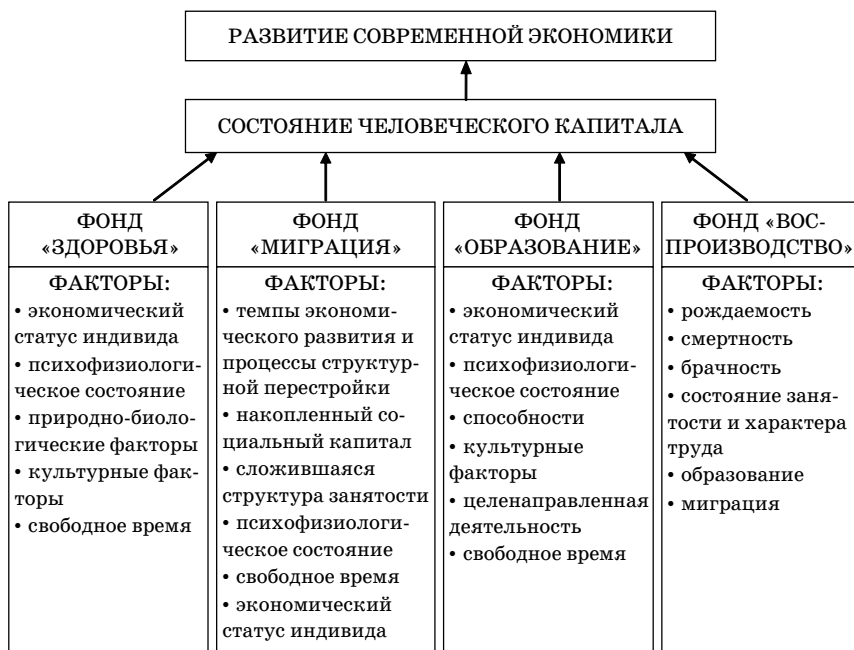 РАЗВИТИЕ СОВРЕМЕННОЙ ЭКОНОМИКИ
СОСТОЯНИЕ ЧЕЛОВЕЧЕСКОГО КАПИТАЛА
ФОНД
«ЗДОРОВЬЯ»
ФАКТОРЫ:
• экономический
статус индивида
• психофизиологи-
ческое состояние
• природно-биоло-
гические факторы
• культурные фак-
торы
• свободное время
ФОНД
«МИГРАЦИЯ»
ФАКТОРЫ:
• темпы экономи-
ческого развития и
процессы структур-
ной перестройки
• накопленный со-
циальный капитал
• сложившаяся
структура занятости
• психофизиологи-
ческое состояние
• свободное время
• экономический
статус индивида
ФОНД
«ОБРАЗОВАНИЕ»
ФАКТОРЫ:
• экономический
статус индивида
• психофизиологи-
ческое состояние
• способности
• культурные
факторы
• целенаправленная
деятельность
• свободное время
ФОНД «ВОС-
ПРОИЗВОДСТВО»
ФАКТОРЫ:
• рождаемость
• смертность
• брачность
• состояние заня-
тости и характера
труда
• образование
• миграция